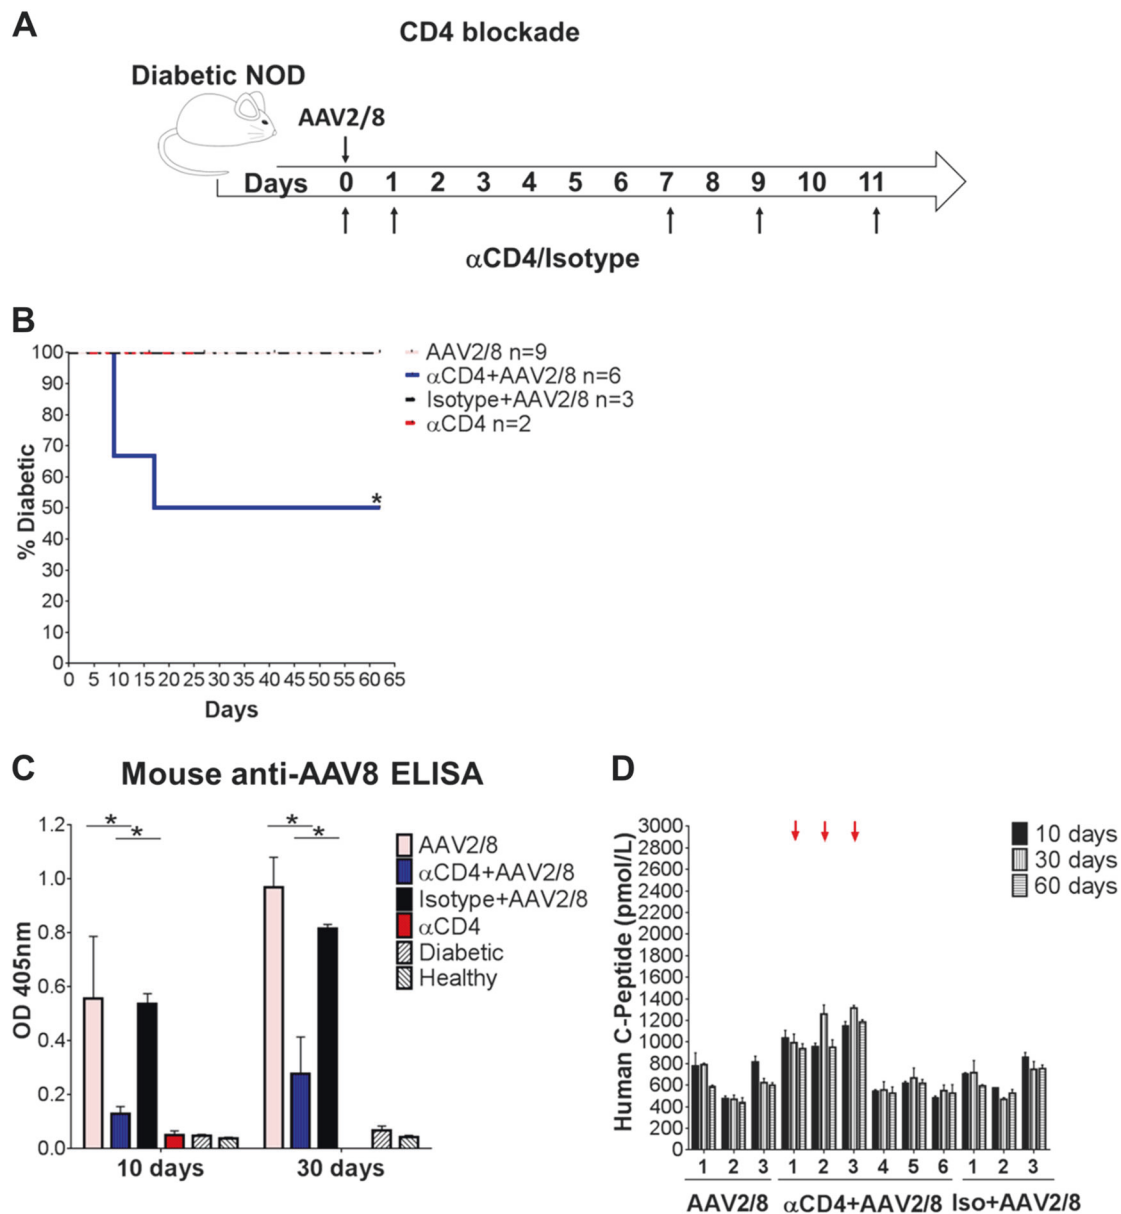 A
CD4 blockade
Diabetic NOD
AAV2/8
Days 0 1 2 3 4 5 6 7 8 9 10 11
αCD4/Isotype
B
100
90
80
70
60
50
40
30
20
10
0
% Diabetic
*
0 5 10 15 20 25 30 35 40 45 50 55 60 65
Days
AAV2/8 n=9
αCD4+AAV2/8 n=6
Isotype+AAV2/8 n=3
αCD4 n=2
C
Mouse anti-AAV8 ELISA
1.2
1.0
0.8
0.6
0.4
0.2
0.0
OD 405nm
* *
* *
10 days 30 days
AAV2/8
αCD4+AAV2/8
Isotype+AAV2/8
αCD4
Diabetic
Healthy
D
3000
2800
2600
2400
2200
2000
1800
1600
1400
1200
1000
800
600
400
200
0
Human C-Peptide (pmol/L)
10 days
30 days
60 days
1 2 3 1 2 3 4 5 6 1 2 3
AAV2/8 αCD4+AAV2/8 Iso+AAV2/8